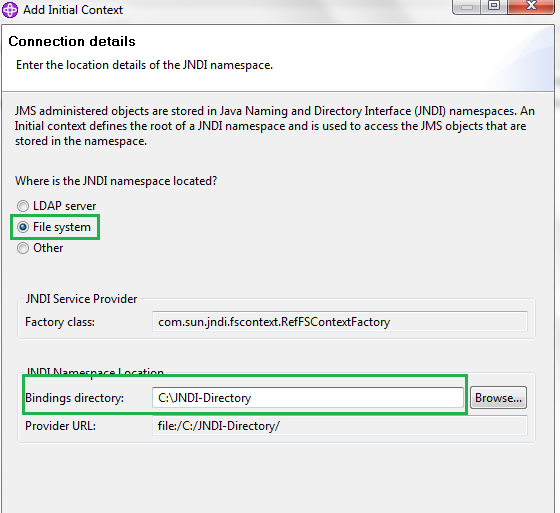 Add Initial Context
Connection details
Enter the location details of the JNDI namespace.
JMS administered objects are stored in Java Naming and Directory Interface (JNDI) namespaces. An
Initial context defines the root of a JNDI namespace and is used to access the JMS objects that are
stored in the namespace.
Where is the JNDI namespace located?
LDAP server
File system
Other
JNDI Service Provider
Factory class: com.sun.jndi.fscontext.RefFSContextFactory
JNDI Namespace Location
Bindings directory: C:\JNDI-Directory Browse...
Provider URL: file:/C:/JNDI-Directory/